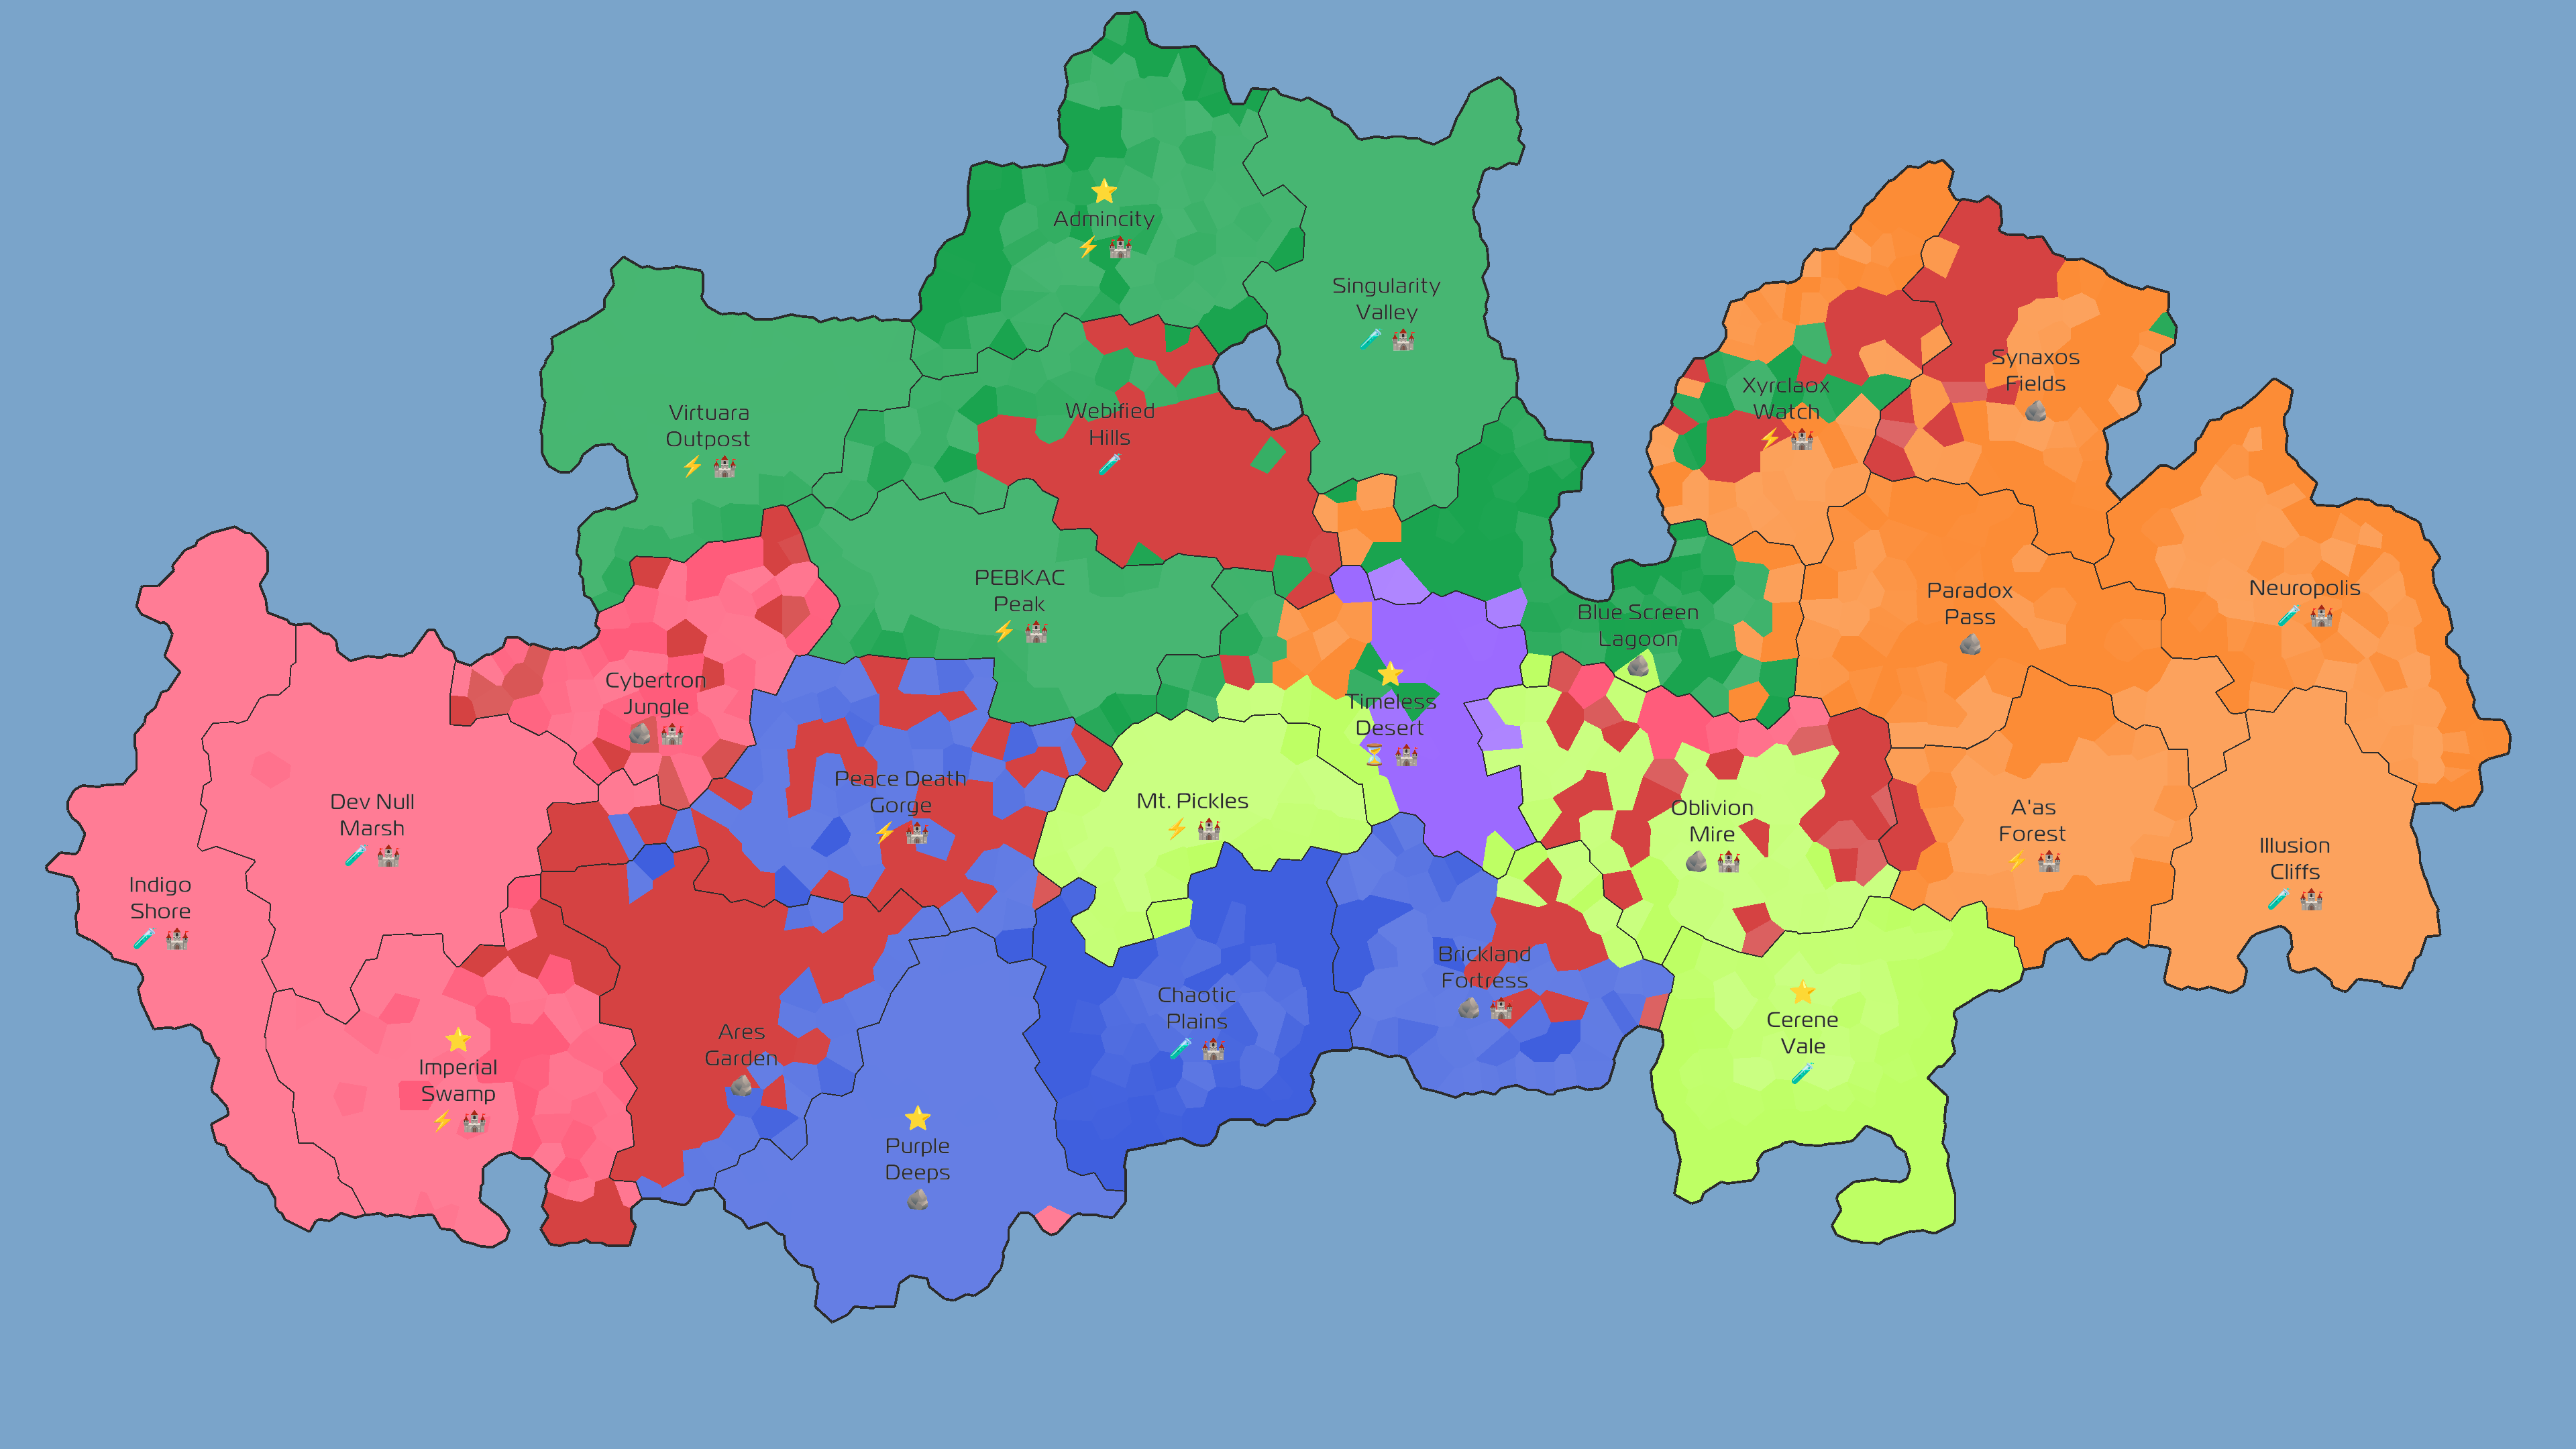 Admincity
Singularity
Valley
Virtuara
Outpost
Webified
Hills
Synaxos
Fields
Xyrclaox
Watch
PEBKAC
Peak
Blue Screen
Lagoon
Paradox
Pass
Neuropolis
Cybertron
Jungle
Timeless
Desert
Peace Death
Gorge
Mt. Pickles
Dev Null
Marsh
Oblivion
Mire
A'as
Forest
Illusion
Cliffs
Indigo
Shore
Brickland
Fortress
Chaotic
Plains
Cerene
Vale
Ares
Garden
Imperial
Swamp
Purple
Deeps